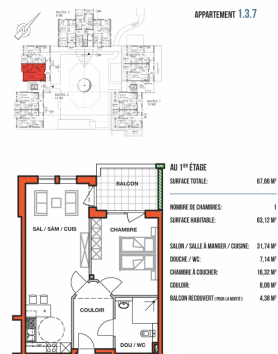 APPARTEMENT 1.3.7
AU 1ER ÉTAGE
SURFACE TOTALE: 67,66 M²
NOMBRE DE CHAMBRES: 1
SURFACE HABITABLE: 63,12 M²
SALON / SALLE À MANGER / CUISINE: 31,74 M²
DOUCHE / WC: 7,14 M²
CHAMBRE À COUCHER: 16,32 M²
COULOIR: 8,09 M²
BALCON RECOUVERT (POUR LA MOITIÉ): 4,38 M²
BALCON
SAL / SÀM / CUIS
CHAMBRE
COULOIR
DOU / WC